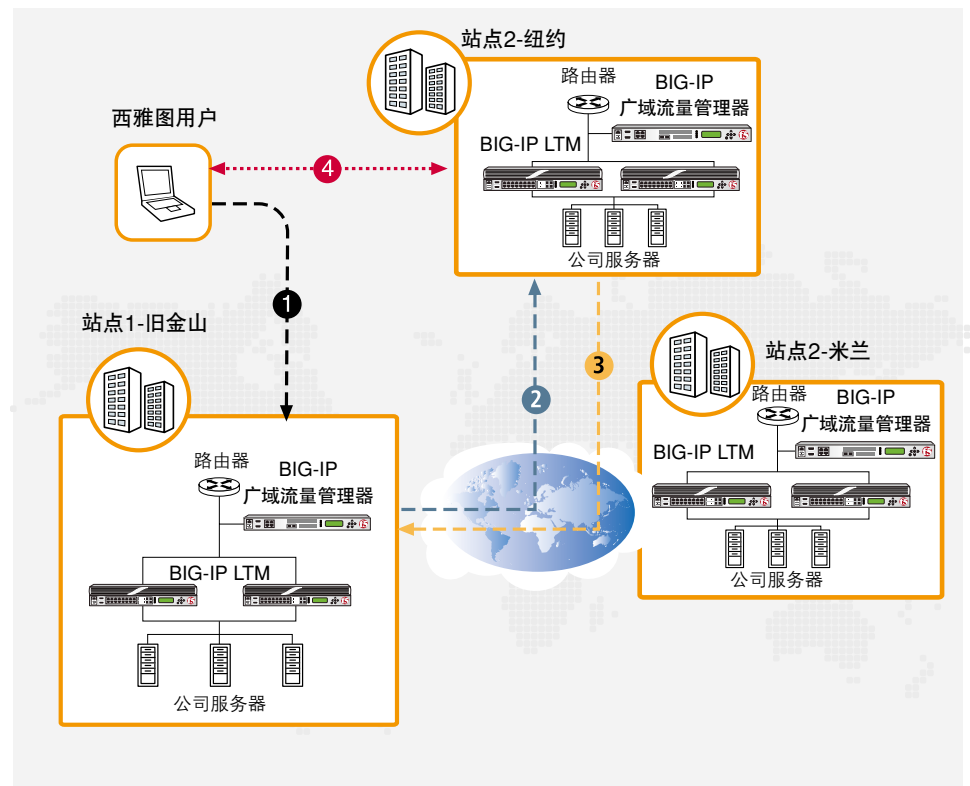 站点2-纽约
路由器
BIG-IP
广域流量管理器
BIG-IP LTM
公司服务器
西雅图用户
4
1
站点1-旧金山
2
3
站点2-米兰
路由器
BIG-IP
广域流量管理器
BIG-IP LTM
公司服务器
路由器
BIG-IP
广域流量管理器
BIG-IP LTM
公司服务器